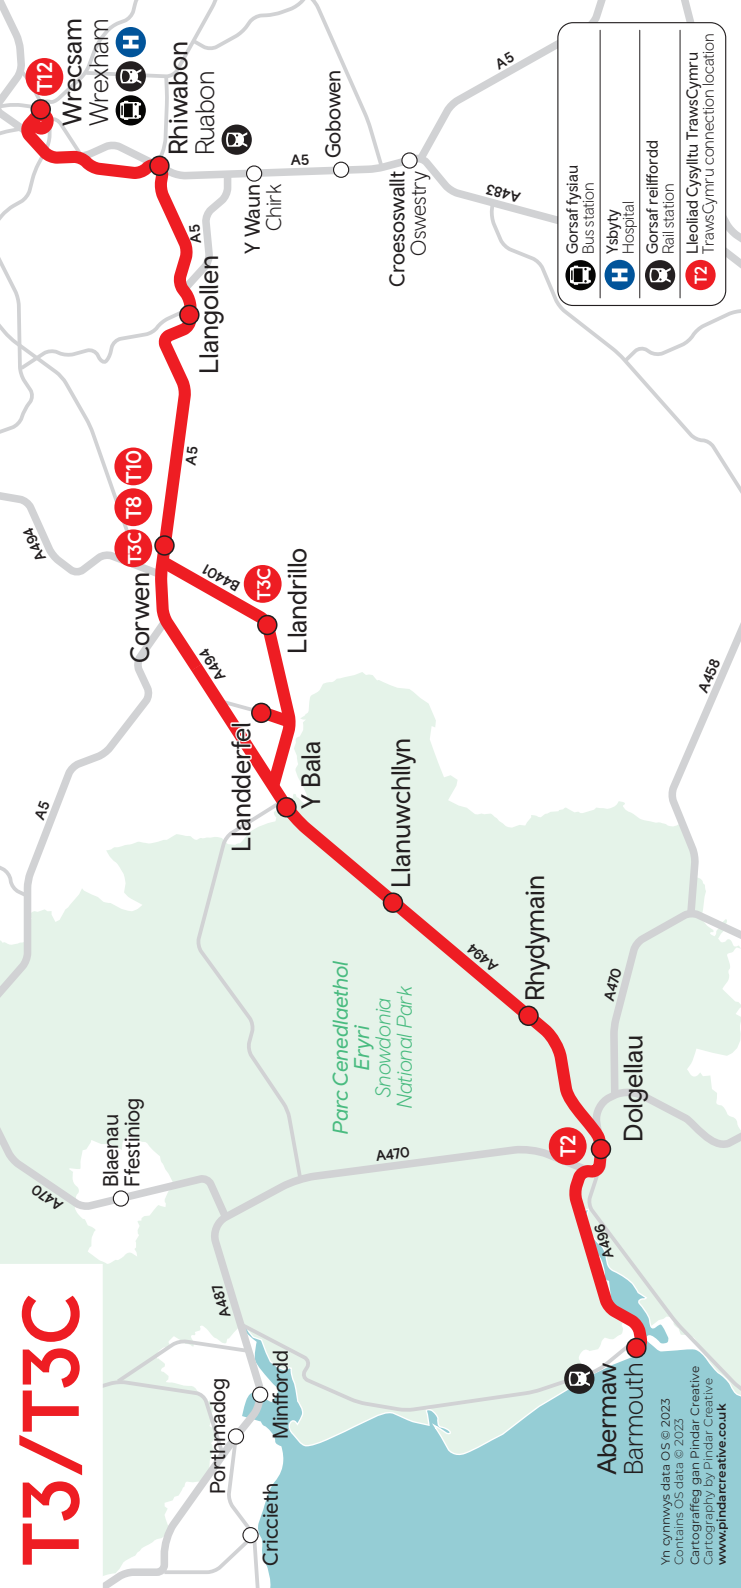 T3/T3C
Criccieth
Porthmadog
Minffordd
A487
A470
Blaenau
Ffestiniog
A470
Abermaw
Barmouth
A496
T2
Dolgellau
A470
Rhydymain
A494
Llanuwchllyn
Parc Cenedlaethol
Eryri
Snowdonia
National Park
A458
Y Bala
Llandderfel
A5
A494
Llandrillo
T3C
B4401
Corwen
T3C T8 T10
A494
A5
Llangollen
A5
Rhiwabon
Ruabon
Wrecsam
Wrexham
H
T12
Y Waun
Chirk
A5
Gobowen
Croesoswallt
Oswestry
A483
A5
Gorsaf fysiau
Bus station
H
Ysbyty
Hospital
Gorsaf reilffordd
Rail station
T2
Lleoliad Cysylltu TrawsCymru
TrawsCymru connection location
Yn cynnwys data OS © 2023
Contains OS data © 2023
Cartograffeg gan Pindar Creative
Cartography by Pindar Creative
www.pindarcreative.co.uk